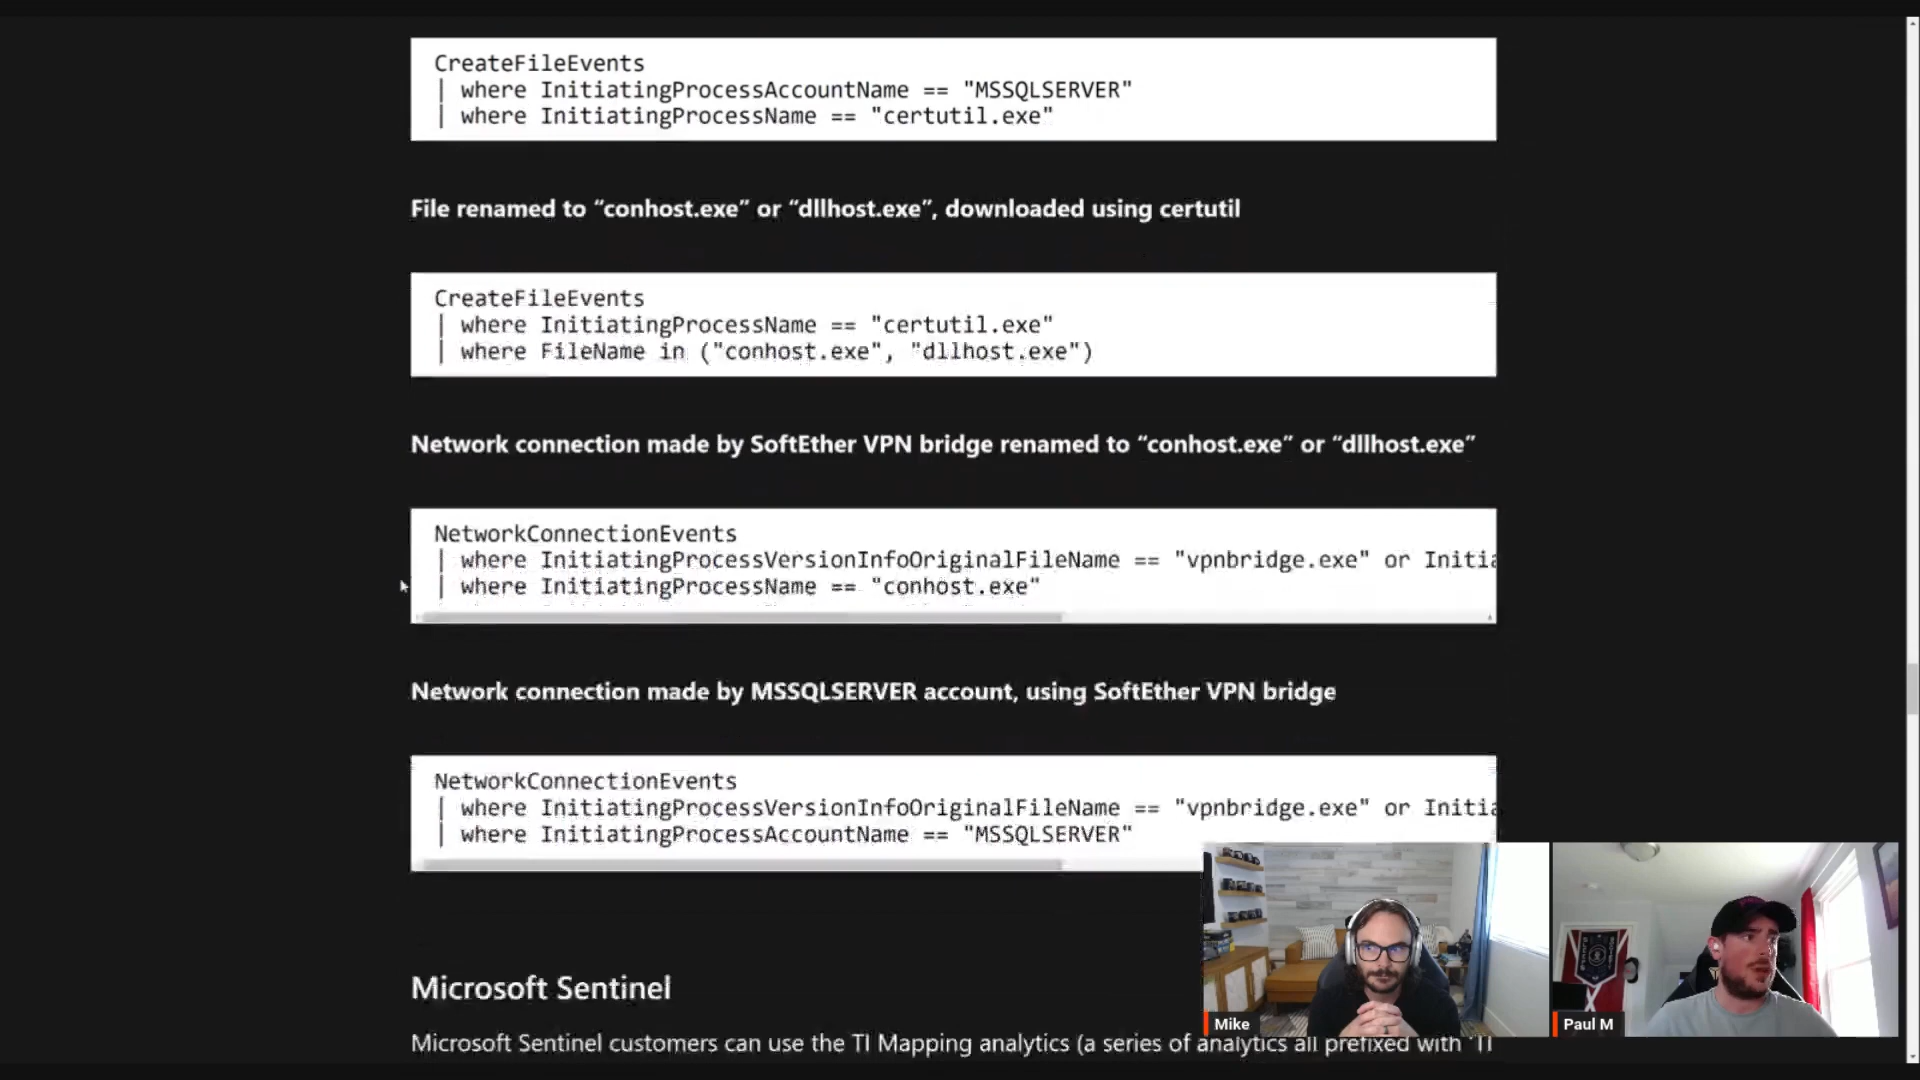 CreateFileEvents
| where InitiatingProcessAccountName == "MSSQLSERVER"
| where InitiatingProcessName == "certutil.exe"
File renamed to “conhost.exe” or “dllhost.exe”, downloaded using certutil
CreateFileEvents
| where InitiatingProcessName == "certutil.exe"
| where FileName in ("conhost.exe", "dllhost.exe")
Network connection made by SoftEther VPN bridge renamed to “conhost.exe” or “dllhost.exe”
NetworkConnectionEvents
| where InitiatingProcessVersionInfoOriginalFileName == "vpnbridge.exe" or Initia
| where InitiatingProcessName == "conhost.exe"
Network connection made by MSSQLSERVER account, using SoftEther VPN bridge
NetworkConnectionEvents
| where InitiatingProcessVersionInfoOriginalFileName == "vpnbridge.exe" or Initia
| where InitiatingProcessAccountName == "MSSQLSERVER"
Microsoft Sentinel
Microsoft Sentinel customers can use the TI Mapping analytics (a series of analytics all prefixed with ‘TI
Mike
Paul M